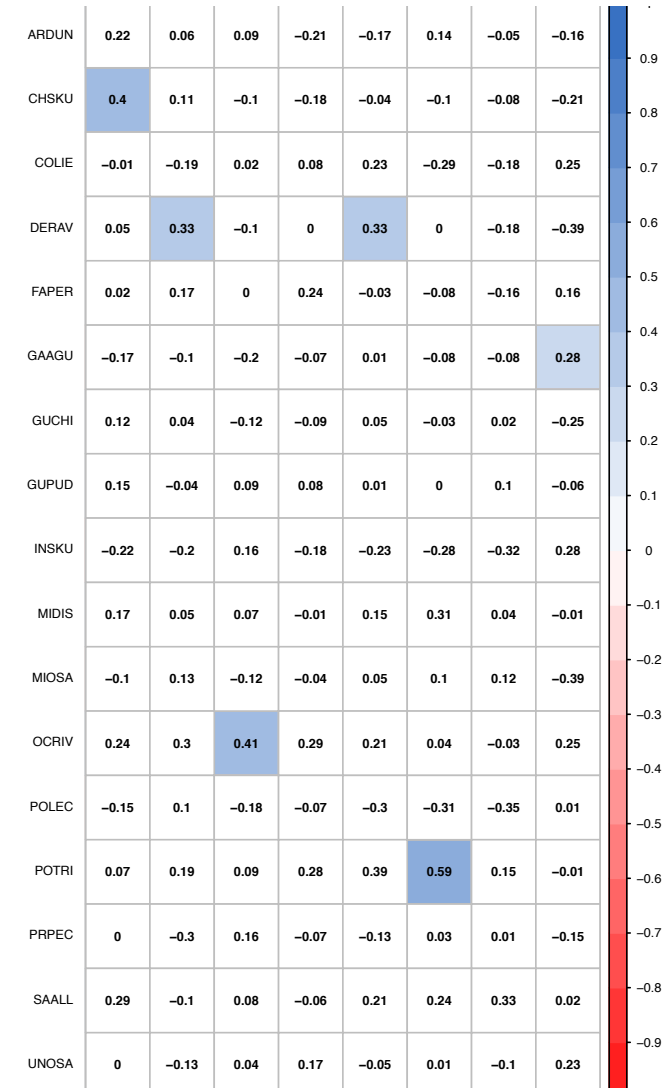 ARDUN 0.22 0.06 0.09 −0.21 −0.17 0.14 −0.05 −0.16
0.9
CHSKU 0.4 0.11 −0.1 −0.18 −0.04 −0.1 −0.08 −0.21
0.8
COLIE −0.01 −0.19 0.02 0.08 0.23 −0.29 −0.18 0.25
0.7
DERAV 0.05 0.33 −0.1 0 0.33 0 −0.18 −0.39
0.6
0.5
FAPER 0.02 0.17 0 0.24 −0.03 −0.08 −0.16 0.16
0.4
GAAGU −0.17 −0.1 −0.2 −0.07 0.01 −0.08 −0.08 0.28
0.3
GUCHI 0.12 0.04 −0.12 −0.09 0.05 −0.03 0.02 −0.25
0.2
GUPUD 0.15 −0.04 0.09 0.08 0.01 0 0.1 −0.06
0.1
INSKU −0.22 −0.2 0.16 −0.18 −0.23 −0.28 −0.32 0.28
0
−0.1
MIDIS 0.17 0.05 0.07 −0.01 0.15 0.31 0.04 −0.01
−0.2
MIOSA −0.1 0.13 −0.12 −0.04 0.05 0.1 0.12 −0.39
−0.3
OCRIV 0.24 0.3 0.41 0.29 0.21 0.04 −0.03 0.25
−0.4
POLEC −0.15 0.1 −0.18 −0.07 −0.3 −0.31 −0.35 0.01
−0.5
POTRI 0.07 0.19 0.09 0.28 0.39 0.59 0.15 −0.01
−0.6
PRPEC 0 −0.3 0.16 −0.07 −0.13 0.03 0.01 −0.15
−0.7
−0.8
SAALL 0.29 −0.1 0.08 −0.06 0.21 0.24 0.33 0.02
−0.9
UNOSA 0 −0.13 0.04 0.17 −0.05 0.01 −0.1 0.23